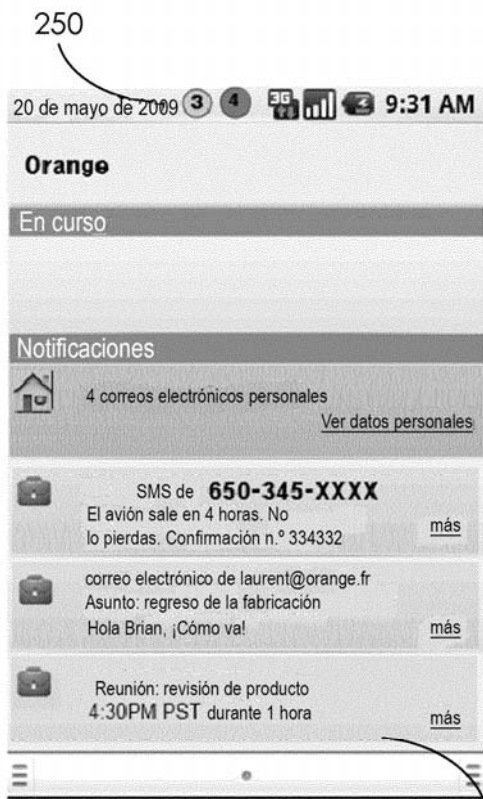 250
20 de mayo de 2009 3 4 3G 9:31 AM
Orange
En curso
Notificaciones
4 correos electrónicos personales
Ver datos personales
SMS de 650-345-XXXX
El avión sale en 4 horas. No
lo pierdas. Confirmación n.º 334332
más
correo electrónico de laurent@orange.fr
Asunto: regreso de la fabricación
Hola Brian, ¡Cómo va!
más
Reunión: revisión de producto
4:30PM PST durante 1 hora
más